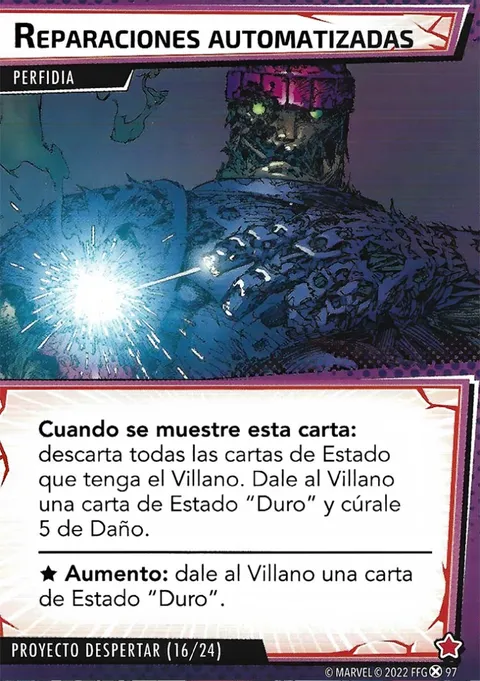 REPARACIONES AUTOMATIZADAS
PERFIDIA
Cuando se muestre esta carta:
descarta todas las cartas de Estado
que tenga el Villano. Dale al Villano
una carta de Estado “Duro” y cúrale
5 de Daño.
★ Aumento: dale al Villano una carta
de Estado “Duro”.
PROYECTO DESPERTAR (16/24)
© MARVEL © 2022 FFG 97